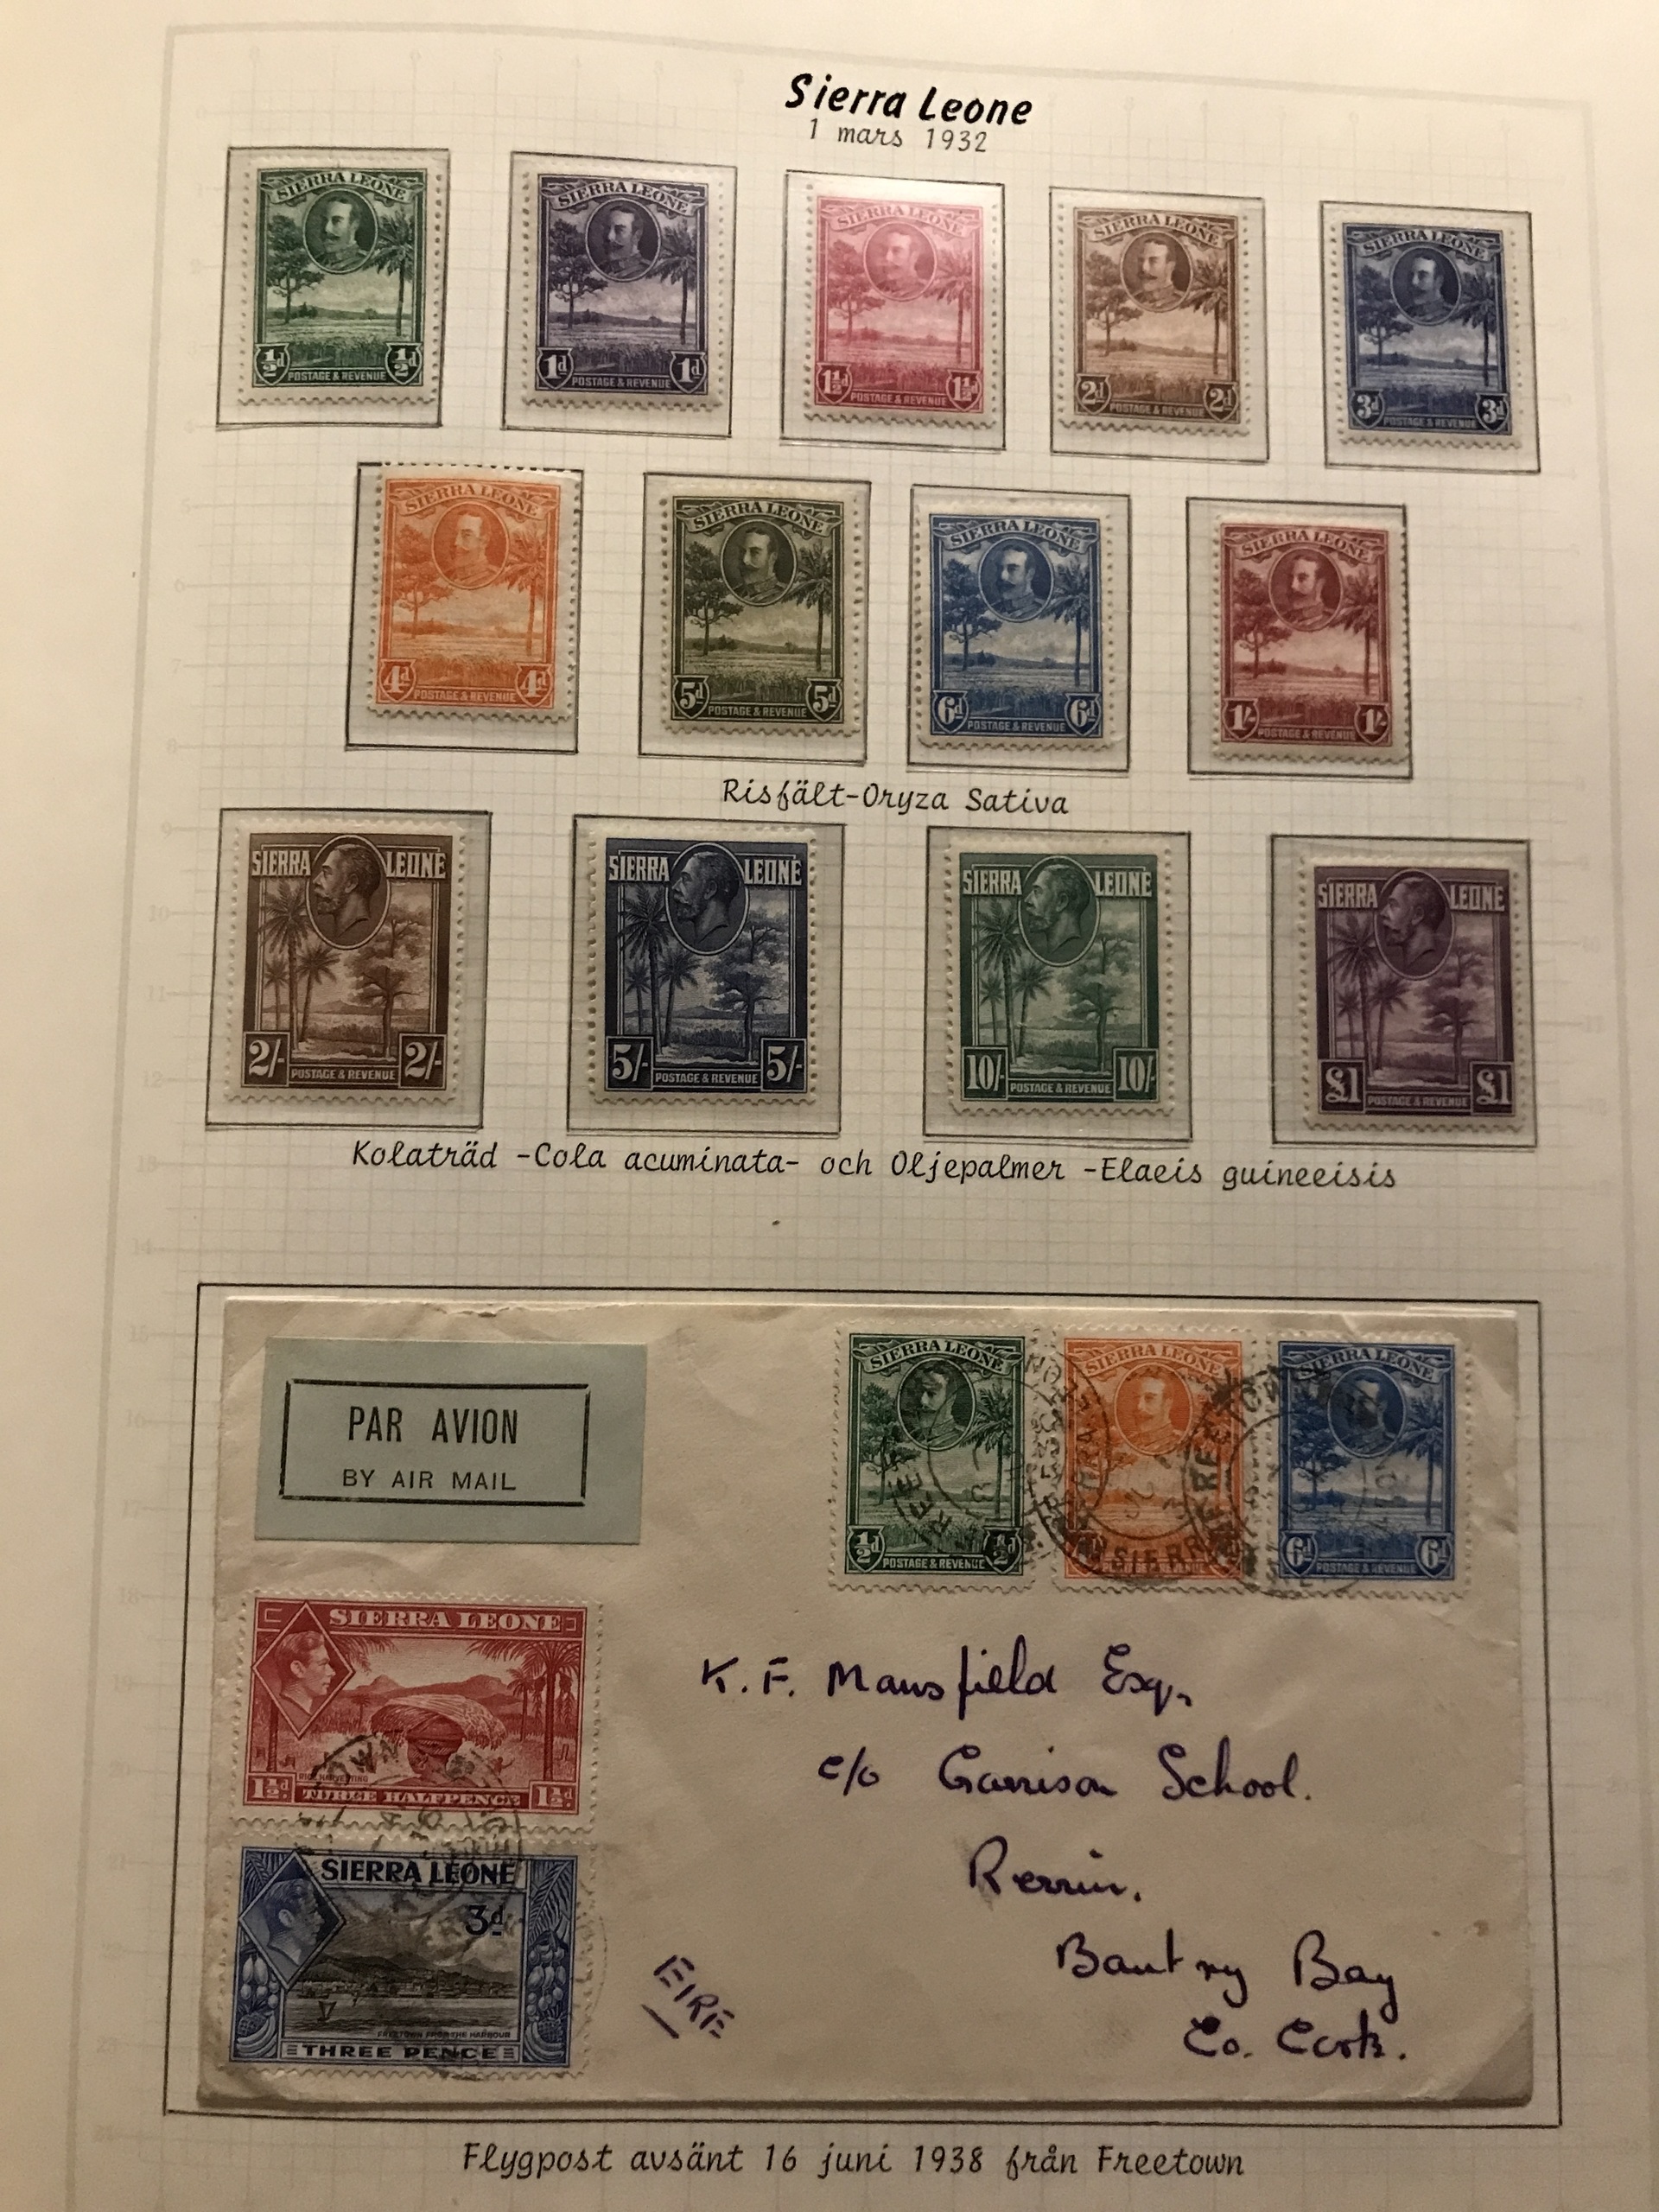 Sierra Leone
1 mars 1932
SIERRA LEONE
½d ½d
POSTAGE & REVENUE
SIERRA LEONE
1d 1d
POSTAGE & REVENUE
SIERRA LEONE
1½d 1½d
POSTAGE & REVENUE
SIERRA LEONE
2d 2d
POSTAGE & REVENUE
SIERRA LEONE
3d 3d
POSTAGE & REVENUE
SIERRA LEONE
4d 4d
POSTAGE & REVENUE
SIERRA LEONE
5d 5d
POSTAGE & REVENUE
SIERRA LEONE
6d 6d
POSTAGE & REVENUE
SIERRA LEONE
1/- 1/-
POSTAGE & REVENUE
Risfält-Oryza Sativa
SIERRA LEONE
2/- POSTAGE & REVENUE 2/-
SIERRA LEONE
5/- POSTAGE & REVENUE 5/-
SIERRA LEONE
10/- POSTAGE & REVENUE 10/-
SIERRA LEONE
£1 POSTAGE & REVENUE £1
Kolaträd -Cola acuminata- och Oljepalmer -Elaeis guineeisis
PAR AVION
BY AIR MAIL
SIERRA LEONE
½d ½d
POSTAGE & REVENUE
SIERRA LEONE
SIERRA LEONE
6d 6d
POSTAGE & REVENUE
SIERRA LEONE
RICE HARVESTING
1½d. THREE HALFPENCE 1½d.
SIERRA LEONE
3d
FREETOWN FROM THE HARBOUR
THREE PENCE
K. F. Mansfield Esq.,
c/o Garrison School.
Rerrin.
Bantry Bay
Co. Cork.
EIRE
Flygpost avsänt 16 juni 1938 från Freetown